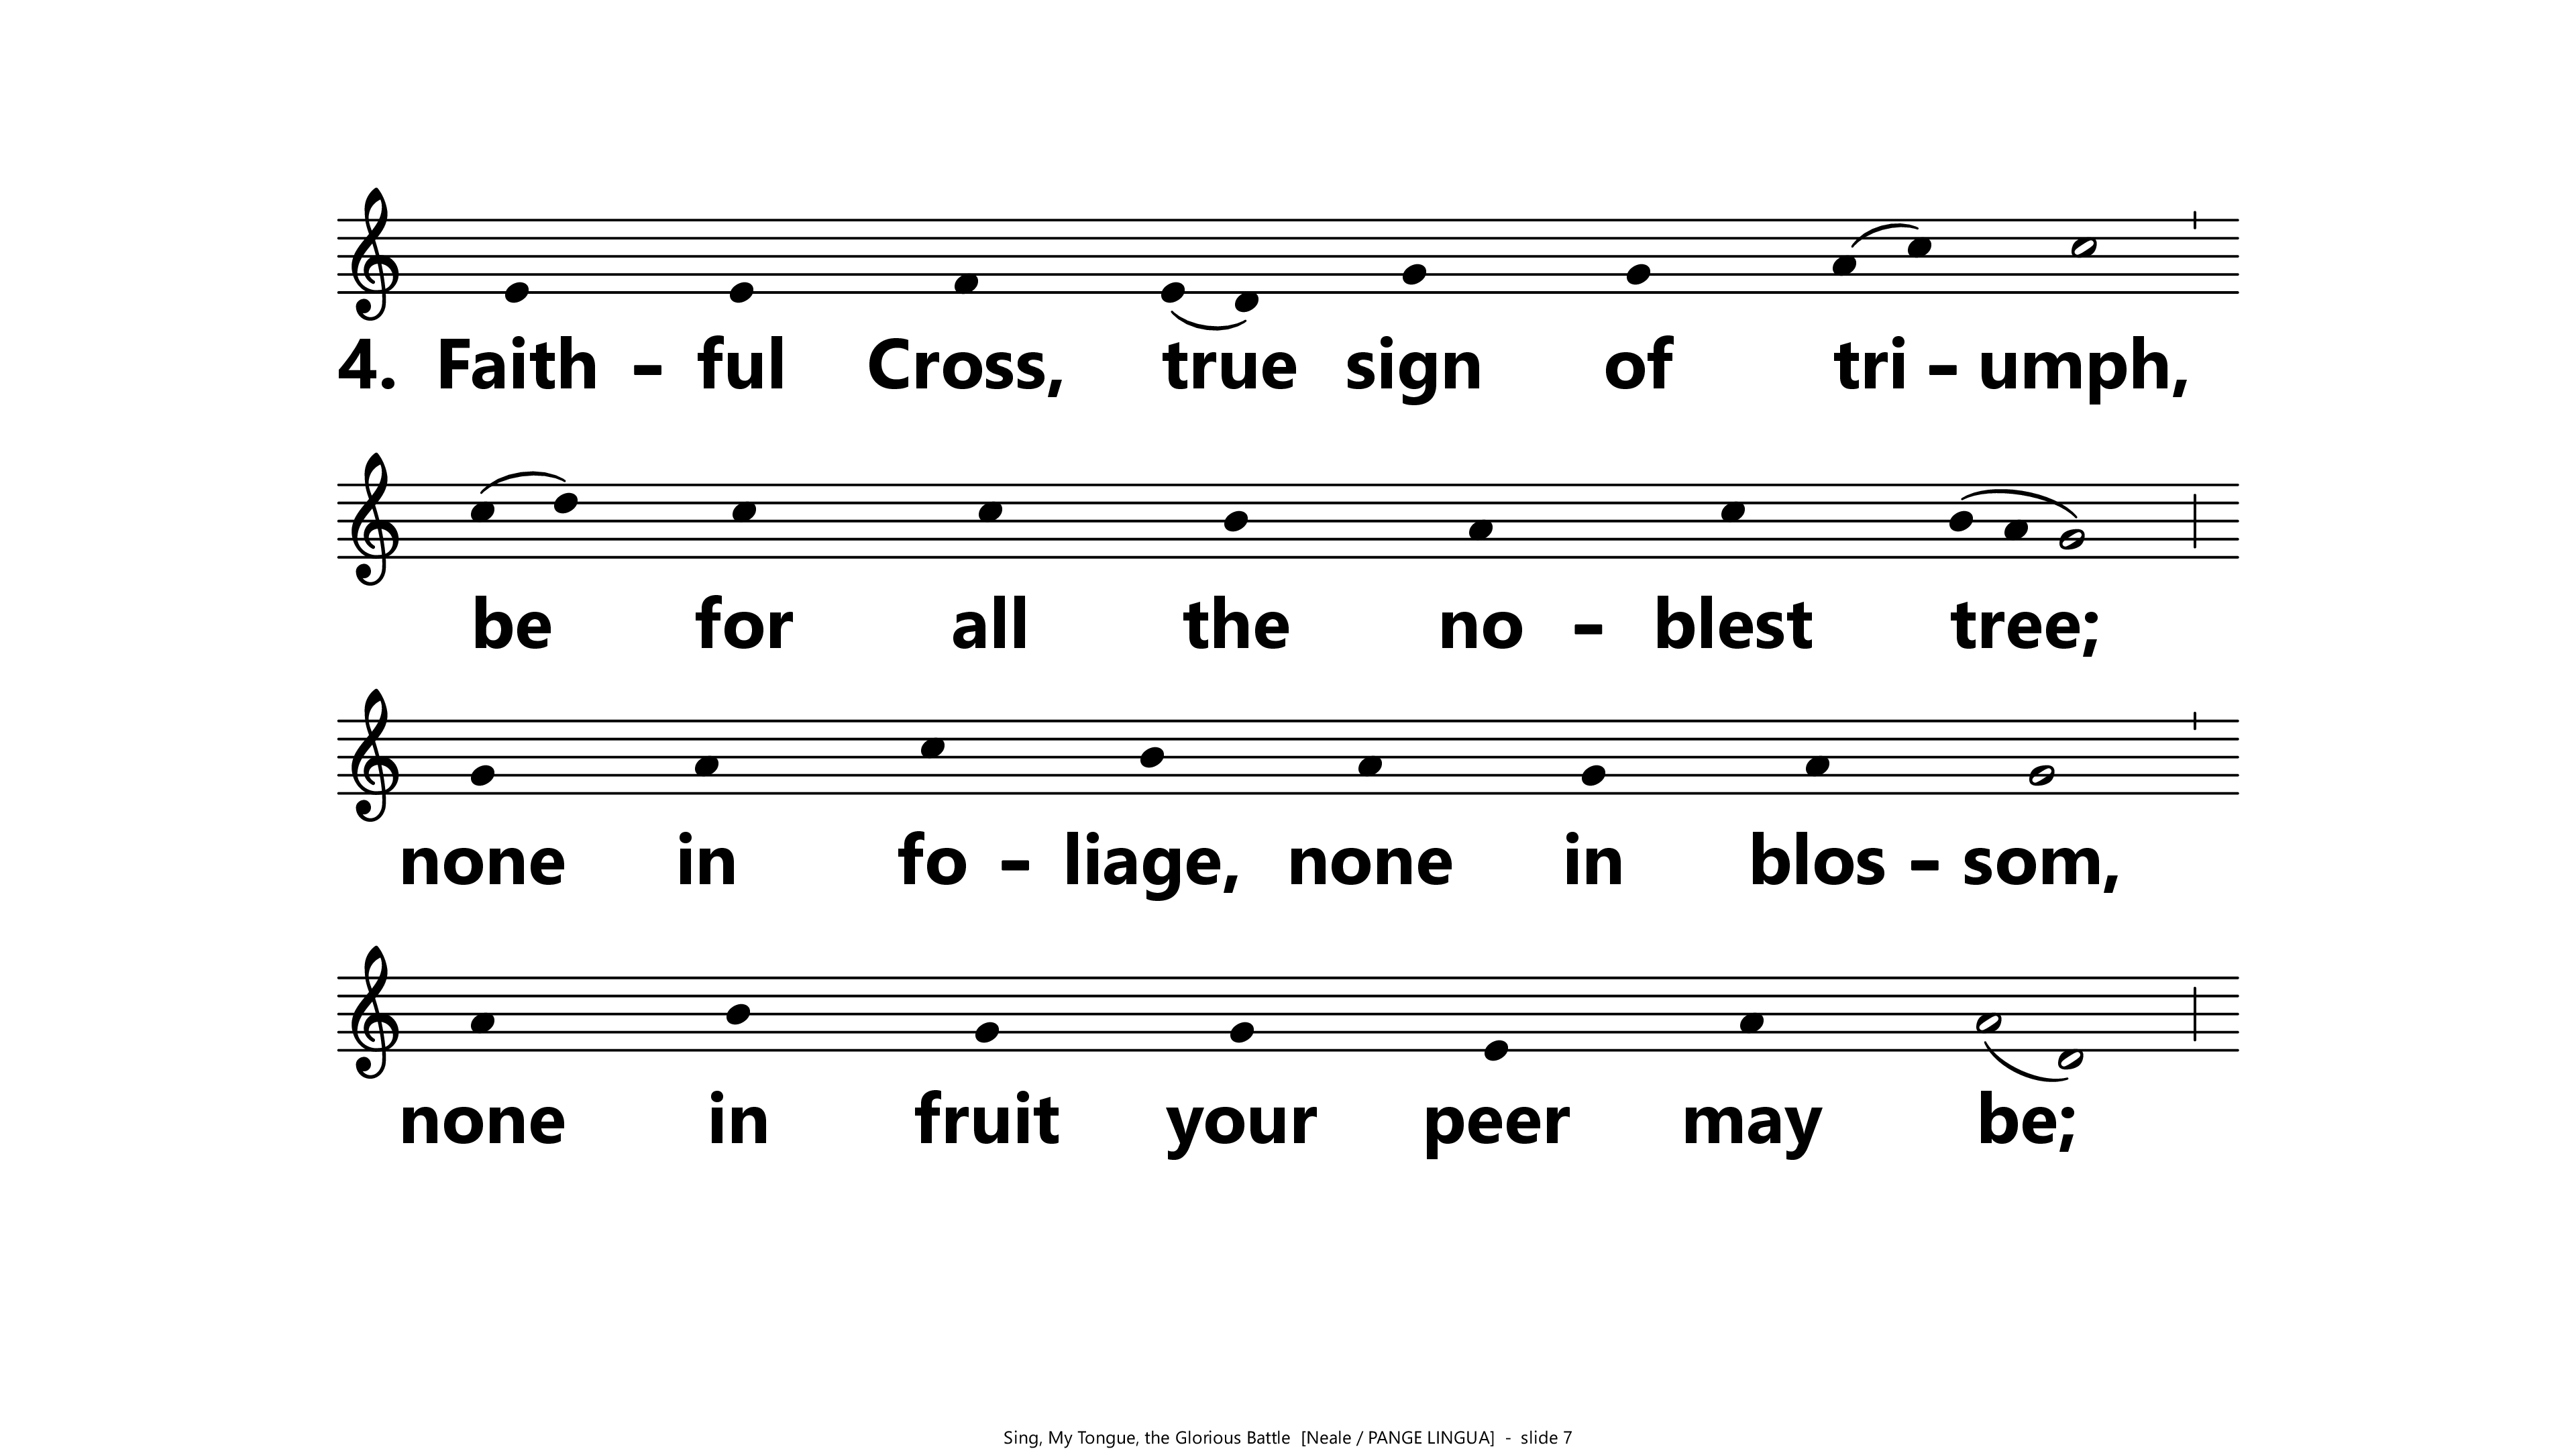 4. Faith - ful Cross, true sign of tri - umph,
be for all the no - blest tree;
none in fo - liage, none in blos - som,
none in fruit your peer may be;
Sing, My Tongue, the Glorious Battle [Neale / PANGE LINGUA] - slide 7